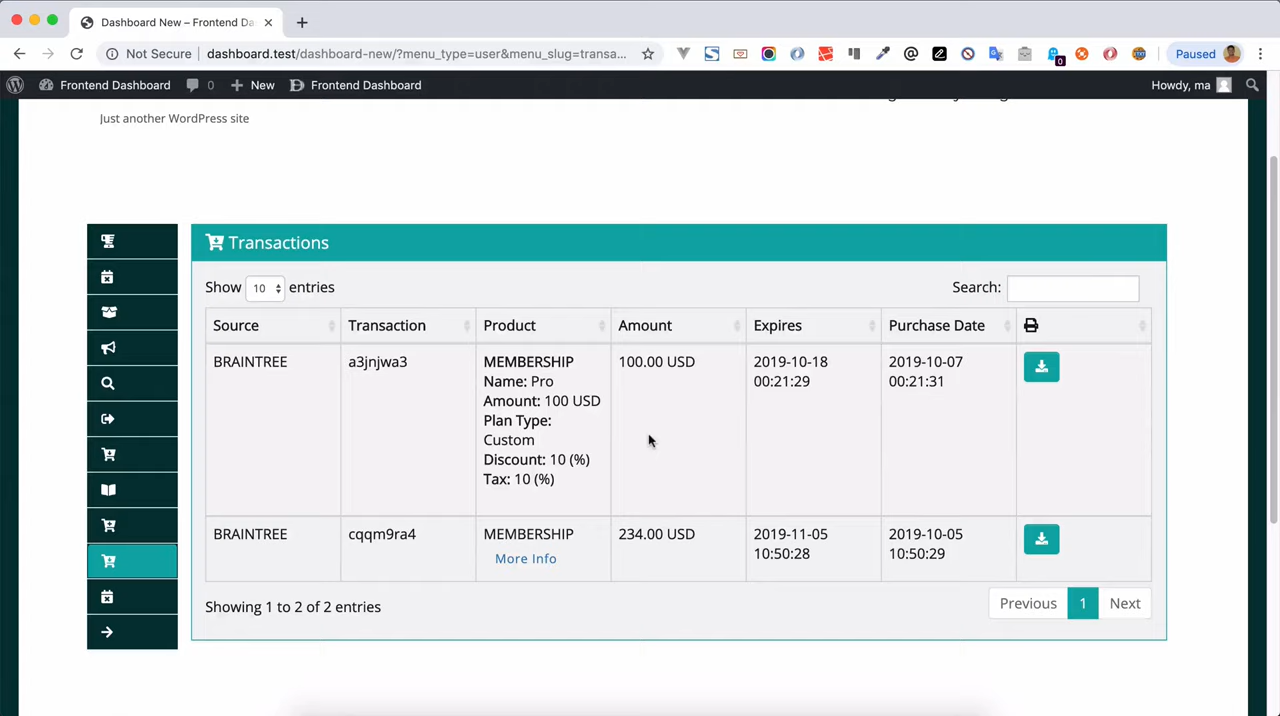 Dashboard New – Frontend Da
Not Secure
dashboard.test/dashboard-new/?menu_type=user&menu_slug=transa...
0
Paused
Frontend Dashboard
0
New
Frontend Dashboard
Howdy, ma
Just another WordPress site
Transactions
Show 10 entries
Search:
Source
Transaction
Product
Amount
Expires
Purchase Date
BRAINTREE
a3jnjwa3
MEMBERSHIP
Name: Pro
Amount: 100 USD
Plan Type:
Custom
Discount: 10 (%)
Tax: 10 (%)
100.00 USD
2019-10-18
00:21:29
2019-10-07
00:21:31
BRAINTREE
cqqm9ra4
MEMBERSHIP
More Info
234.00 USD
2019-11-05
10:50:28
2019-10-05
10:50:29
Showing 1 to 2 of 2 entries
Previous
1
Next